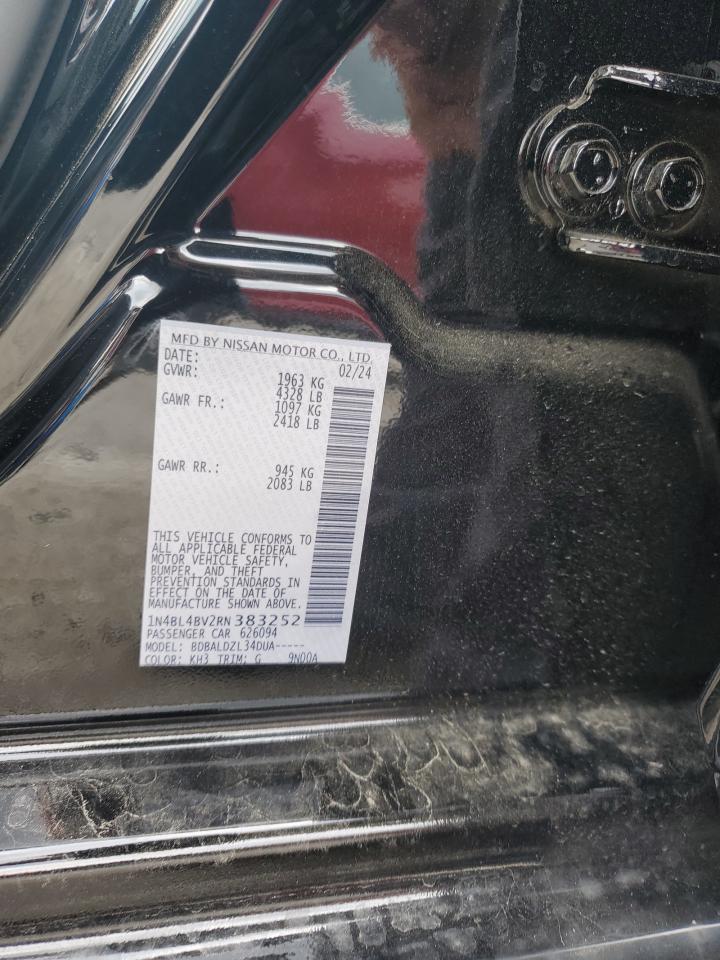 MFD BY NISSAN MOTOR CO., LTD.
DATE: 02/24
GVWR: 1963 KG
4328 LB
GAWR FR.: 1097 KG
2418 LB
GAWR RR.: 945 KG
2083 LB
THIS VEHICLE CONFORMS TO
ALL APPLICABLE FEDERAL
MOTOR VEHICLE SAFETY,
BUMPER, AND THEFT
PREVENTION STANDARDS IN
EFFECT ON THE DATE OF
MANUFACTURE SHOWN ABOVE.
1N4BL4BV2RN383252
PASSENGER CAR 626094
MODEL: BDBALDZL34DUA-----
COLOR: KH3 TRIM: G 9N00A